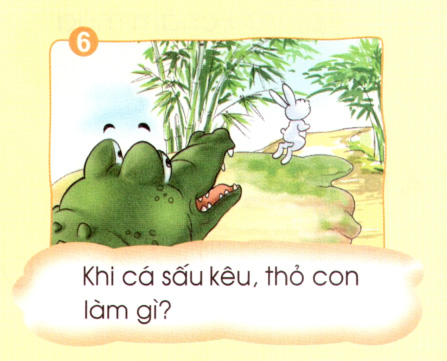 6
Khi cá sấu kêu, thỏ con
làm gì?